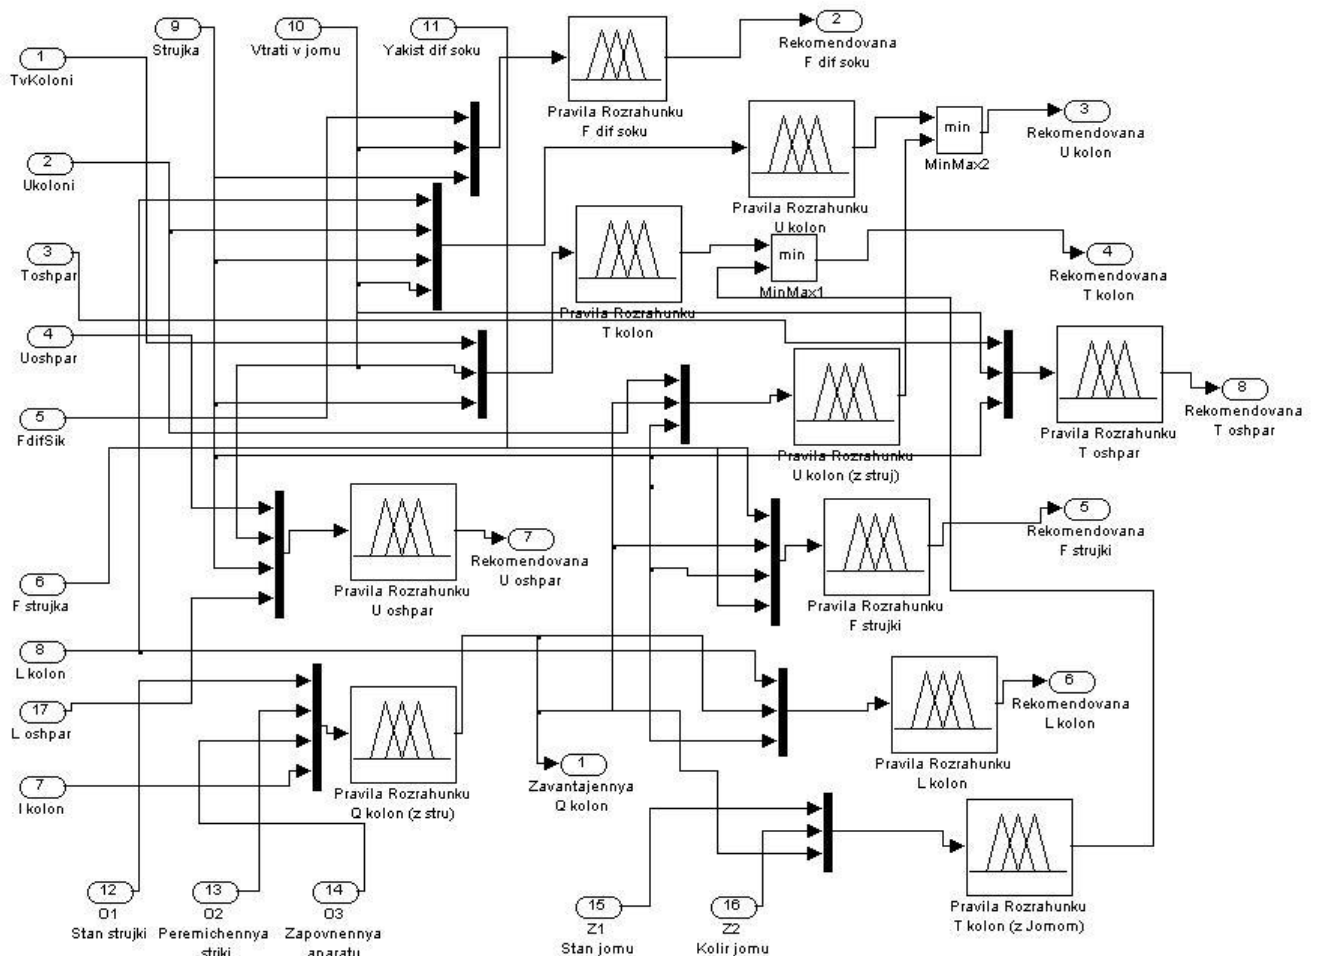 9
Strujka
10
Vtrati v jomu
11
Yakist dif soku
2
Rekomendovana
F dif soku
1
TvKoloni
Pravila Rozrahunku
F dif soku
3
Rekomendovana
U kolon
min
MinMax2
2
Ukoloni
Pravila Rozrahunku
U kolon
3
Toshpar
min
MinMax1
4
Rekomendovana
T kolon
Pravila Rozrahunku
T kolon
4
Uoshpar
8
Rekomendovana
T oshpar
5
FdifSik
Pravila Rozrahunku
T oshpar
Pravila Rozrahunku
U kolon (z struj)
5
Rekomendovana
F strujki
7
Rekomendovana
U oshpar
6
F strujka
Pravila Rozrahunku
U oshpar
Pravila Rozrahunku
F strujki
8
L kolon
6
Rekomendovana
L kolon
17
L oshpar
1
Zavantajennya
Q kolon
Pravila Rozrahunku
L kolon
7
I kolon
Pravila Rozrahunku
Q kolon (z stru)
12
O1
Stan strujki
13
O2
Peremichennya
striki
14
O3
Zapovnennya
aparatu
15
Z1
Stan jomu
16
Z2
Kolir jomu
Pravila Rozrahunku
T kolon (z Jomom)